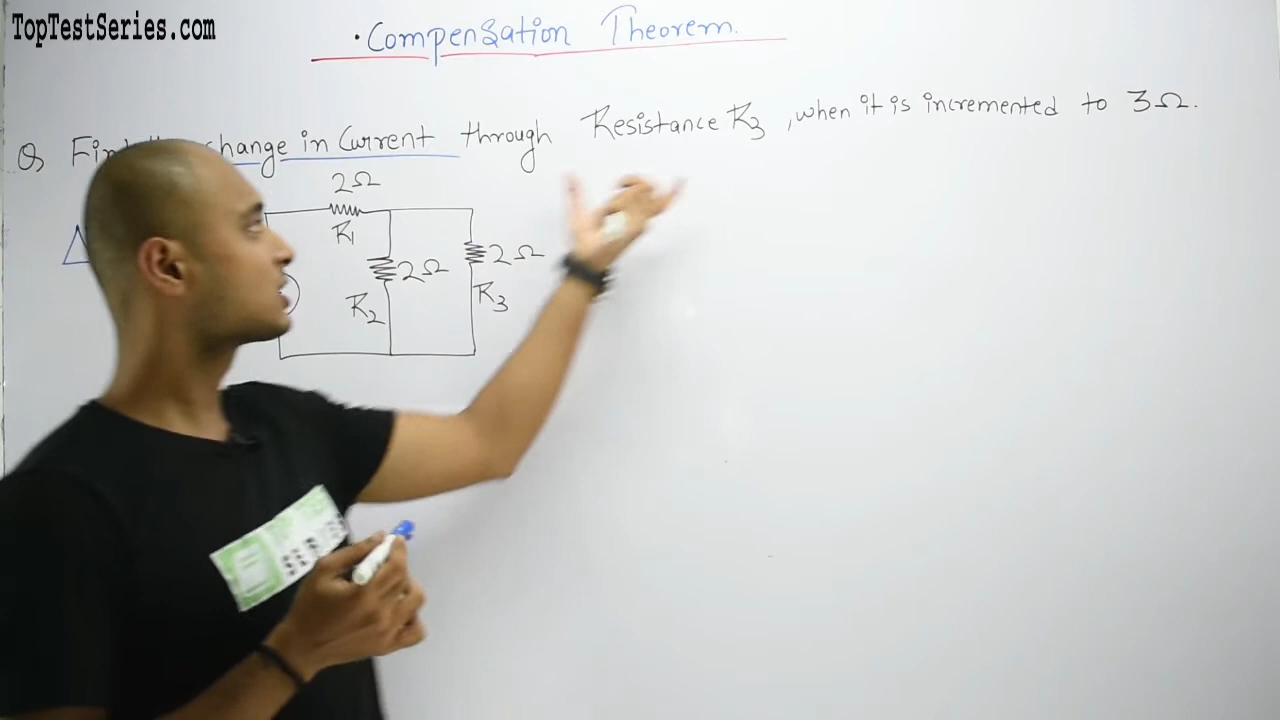 TopTestSeries.com
• Compensation Theorem.
Q Find change in Current through Resistance R3 , when it is incremented to 3Ω.
2Ω
R1
2Ω
2Ω
R2
R3
Δ